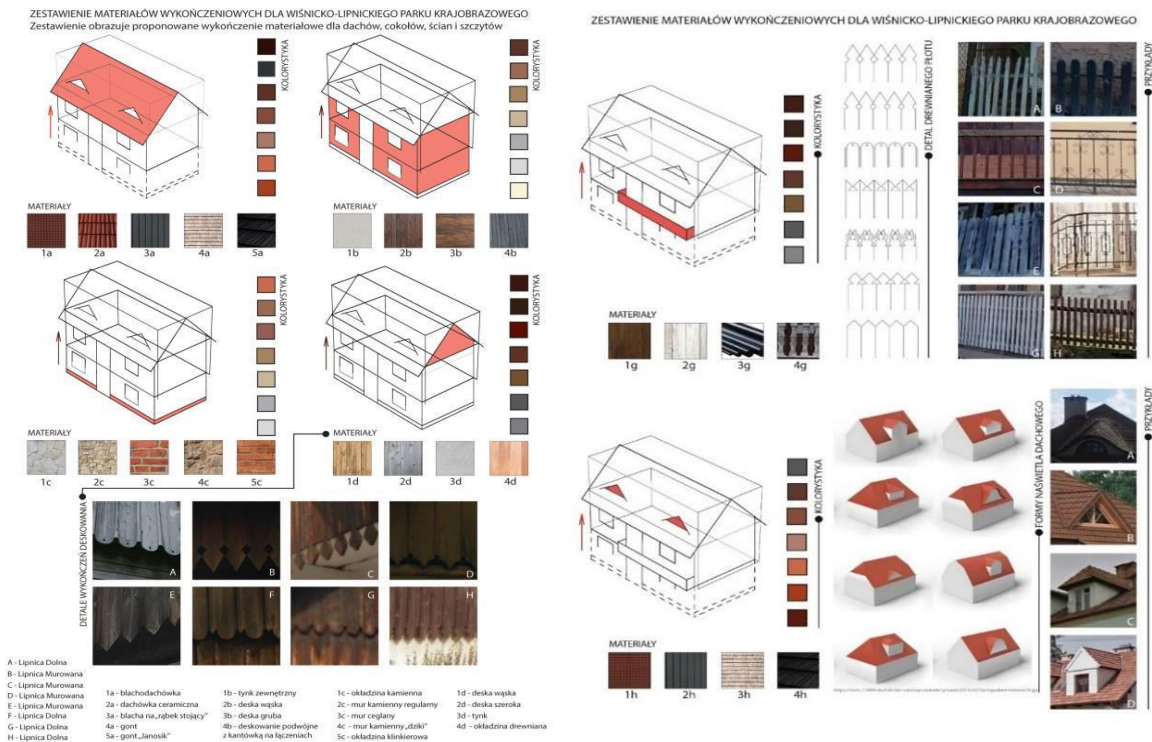 ZESTAWIENIE MATERIAŁÓW WYKOŃCZENIOWYCH DLA WIŚNICKO-LIPNICKIEGO PARKU KRAJOBRAZOWEGO
Zestawienie obrazuje proponowane wykończenie materiałowe dla dachów, cokołów, ścian i szczytów
KOLORYSTYKA
KOLORYSTYKA
MATERIAŁY
1a 2a 3a 4a 5a
MATERIAŁY
1b 2b 3b 4b
KOLORYSTYKA
KOLORYSTYKA
MATERIAŁY
1c 2c 3c 4c 5c
MATERIAŁY
1d 2d 3d 4d
DETALE WYKOŃCZEŃ DESKOWANIA
A B C D
E F G H
A - Lipnica Dolna
B - Lipnica Murowana
C - Lipnica Murowana
D - Lipnica Murowana
E - Lipnica Murowana
F - Lipnica Dolna
G - Lipnica Dolna
H - Lipnica Dolna
1a - blachodachówka
2a - dachówka ceramiczna
3a - blacha na „rąbek stojący"
4a - gont
5a - gont „Janosik"
1b - tynk zewnętrzny
2b - deska wąska
3b - deska gruba
4b - deskowanie podwójne
z kantówką na łączeniach
1c - okładzina kamienna
2c - mur kamienny regularny
3c - mur ceglany
4c - mur kamienny „dziki"
5c - okładzina klinkierowa
1d - deska wąska
2d - deska szeroka
3d - tynk
4d - okładzina drewniana
ZESTAWIENIE MATERIAŁÓW WYKOŃCZENIOWYCH DLA WIŚNICKO-LIPNICKIEGO PARKU KRAJOBRAZOWEGO
KOLORYSTYKA
DETAL DREWNIANEGO PŁOTU
PRZYKŁADY
A B
C D
E F
G H
MATERIAŁY
1g 2g 3g 4g
KOLORYSTYKA
FORMY NAŚWIETLA DACHOWEGO
PRZYKŁADY
A
B
C
D
MATERIAŁY
1h 2h 3h 4h